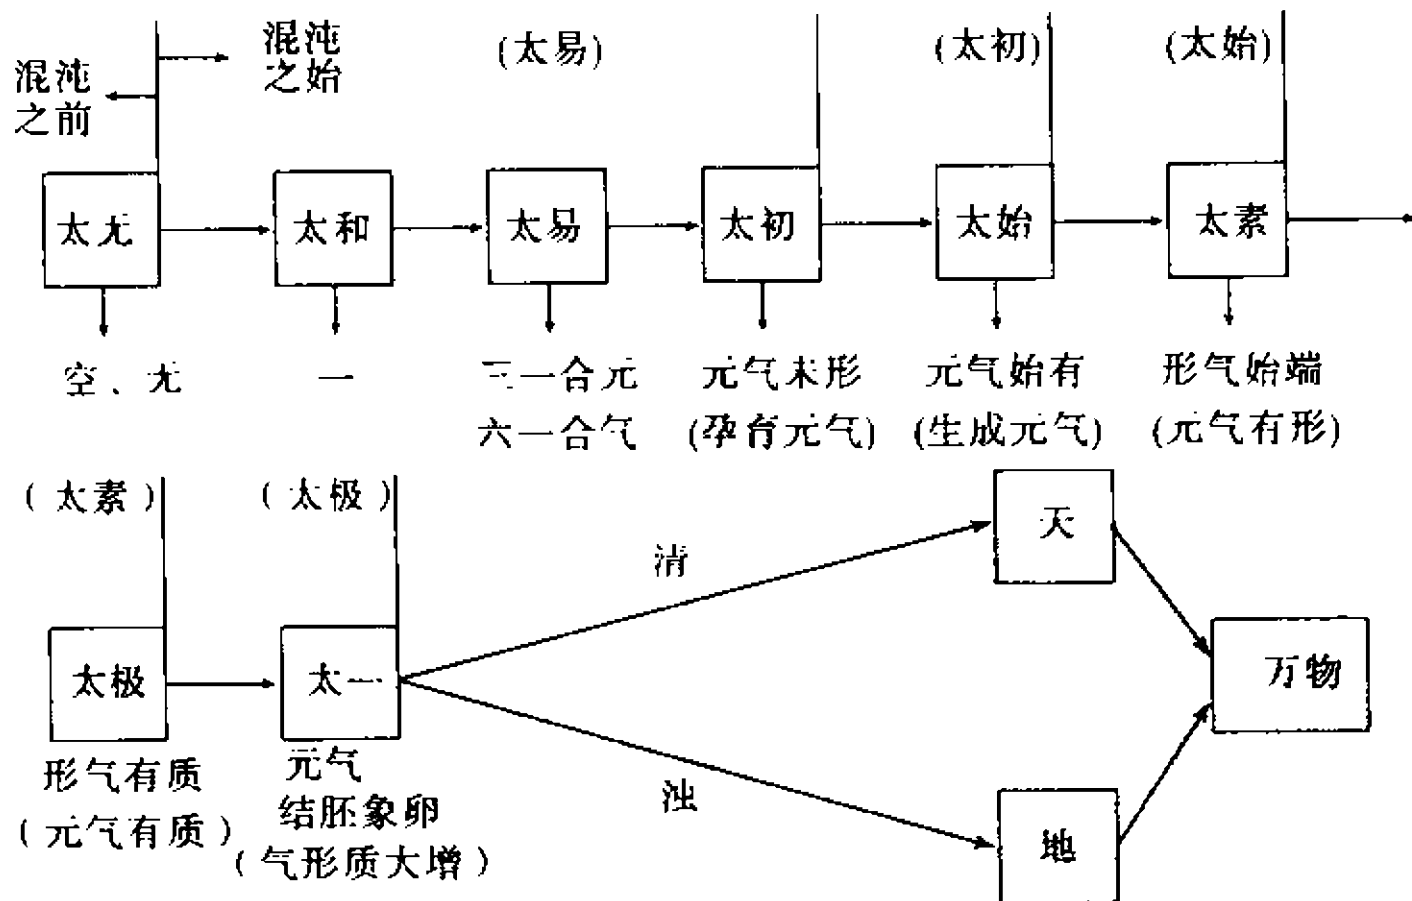 混沌
之前
混沌
之始
(太易)
(太初)
(太始)
太无
太和
太易
太初
太始
太素
空、无
一
三一合元
六一合气
元气未形
(孕育元气)
元气始有
(生成元气)
形气始端
(元气有形)
(太素)
(太极)
清
天
太极
太一
万物
形气有质
(元气有质)
元气
结胚象卵
(气形质大增)
浊
地